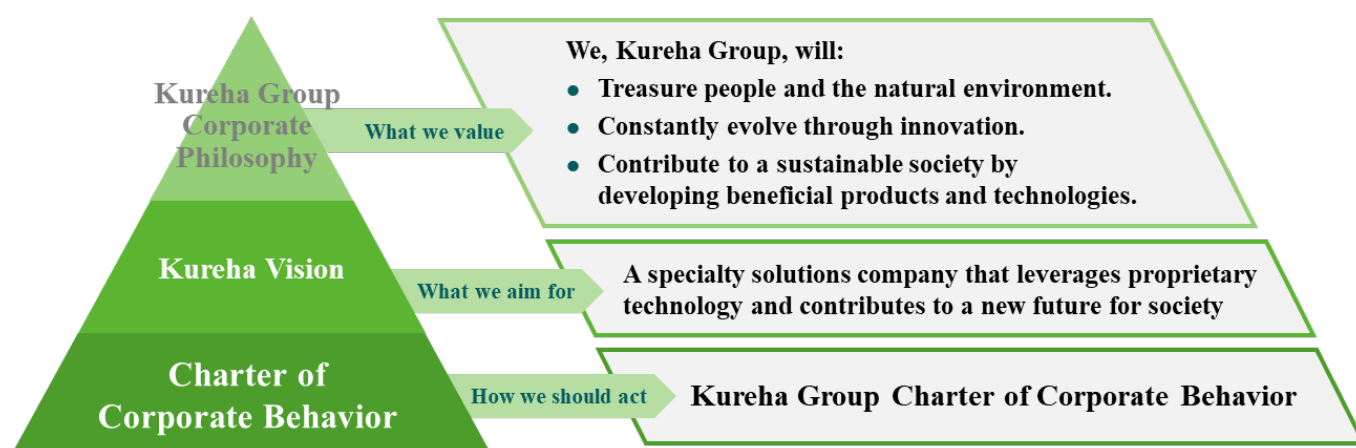 Kureha Group
Corporate
Philosophy
What we value
We, Kureha Group, will:
● Treasure people and the natural environment.
● Constantly evolve through innovation.
● Contribute to a sustainable society by
developing beneficial products and technologies.
Kureha Vision
What we aim for
A specialty solutions company that leverages proprietary
technology and contributes to a new future for society
Charter of
Corporate Behavior
How we should act
Kureha Group Charter of Corporate Behavior